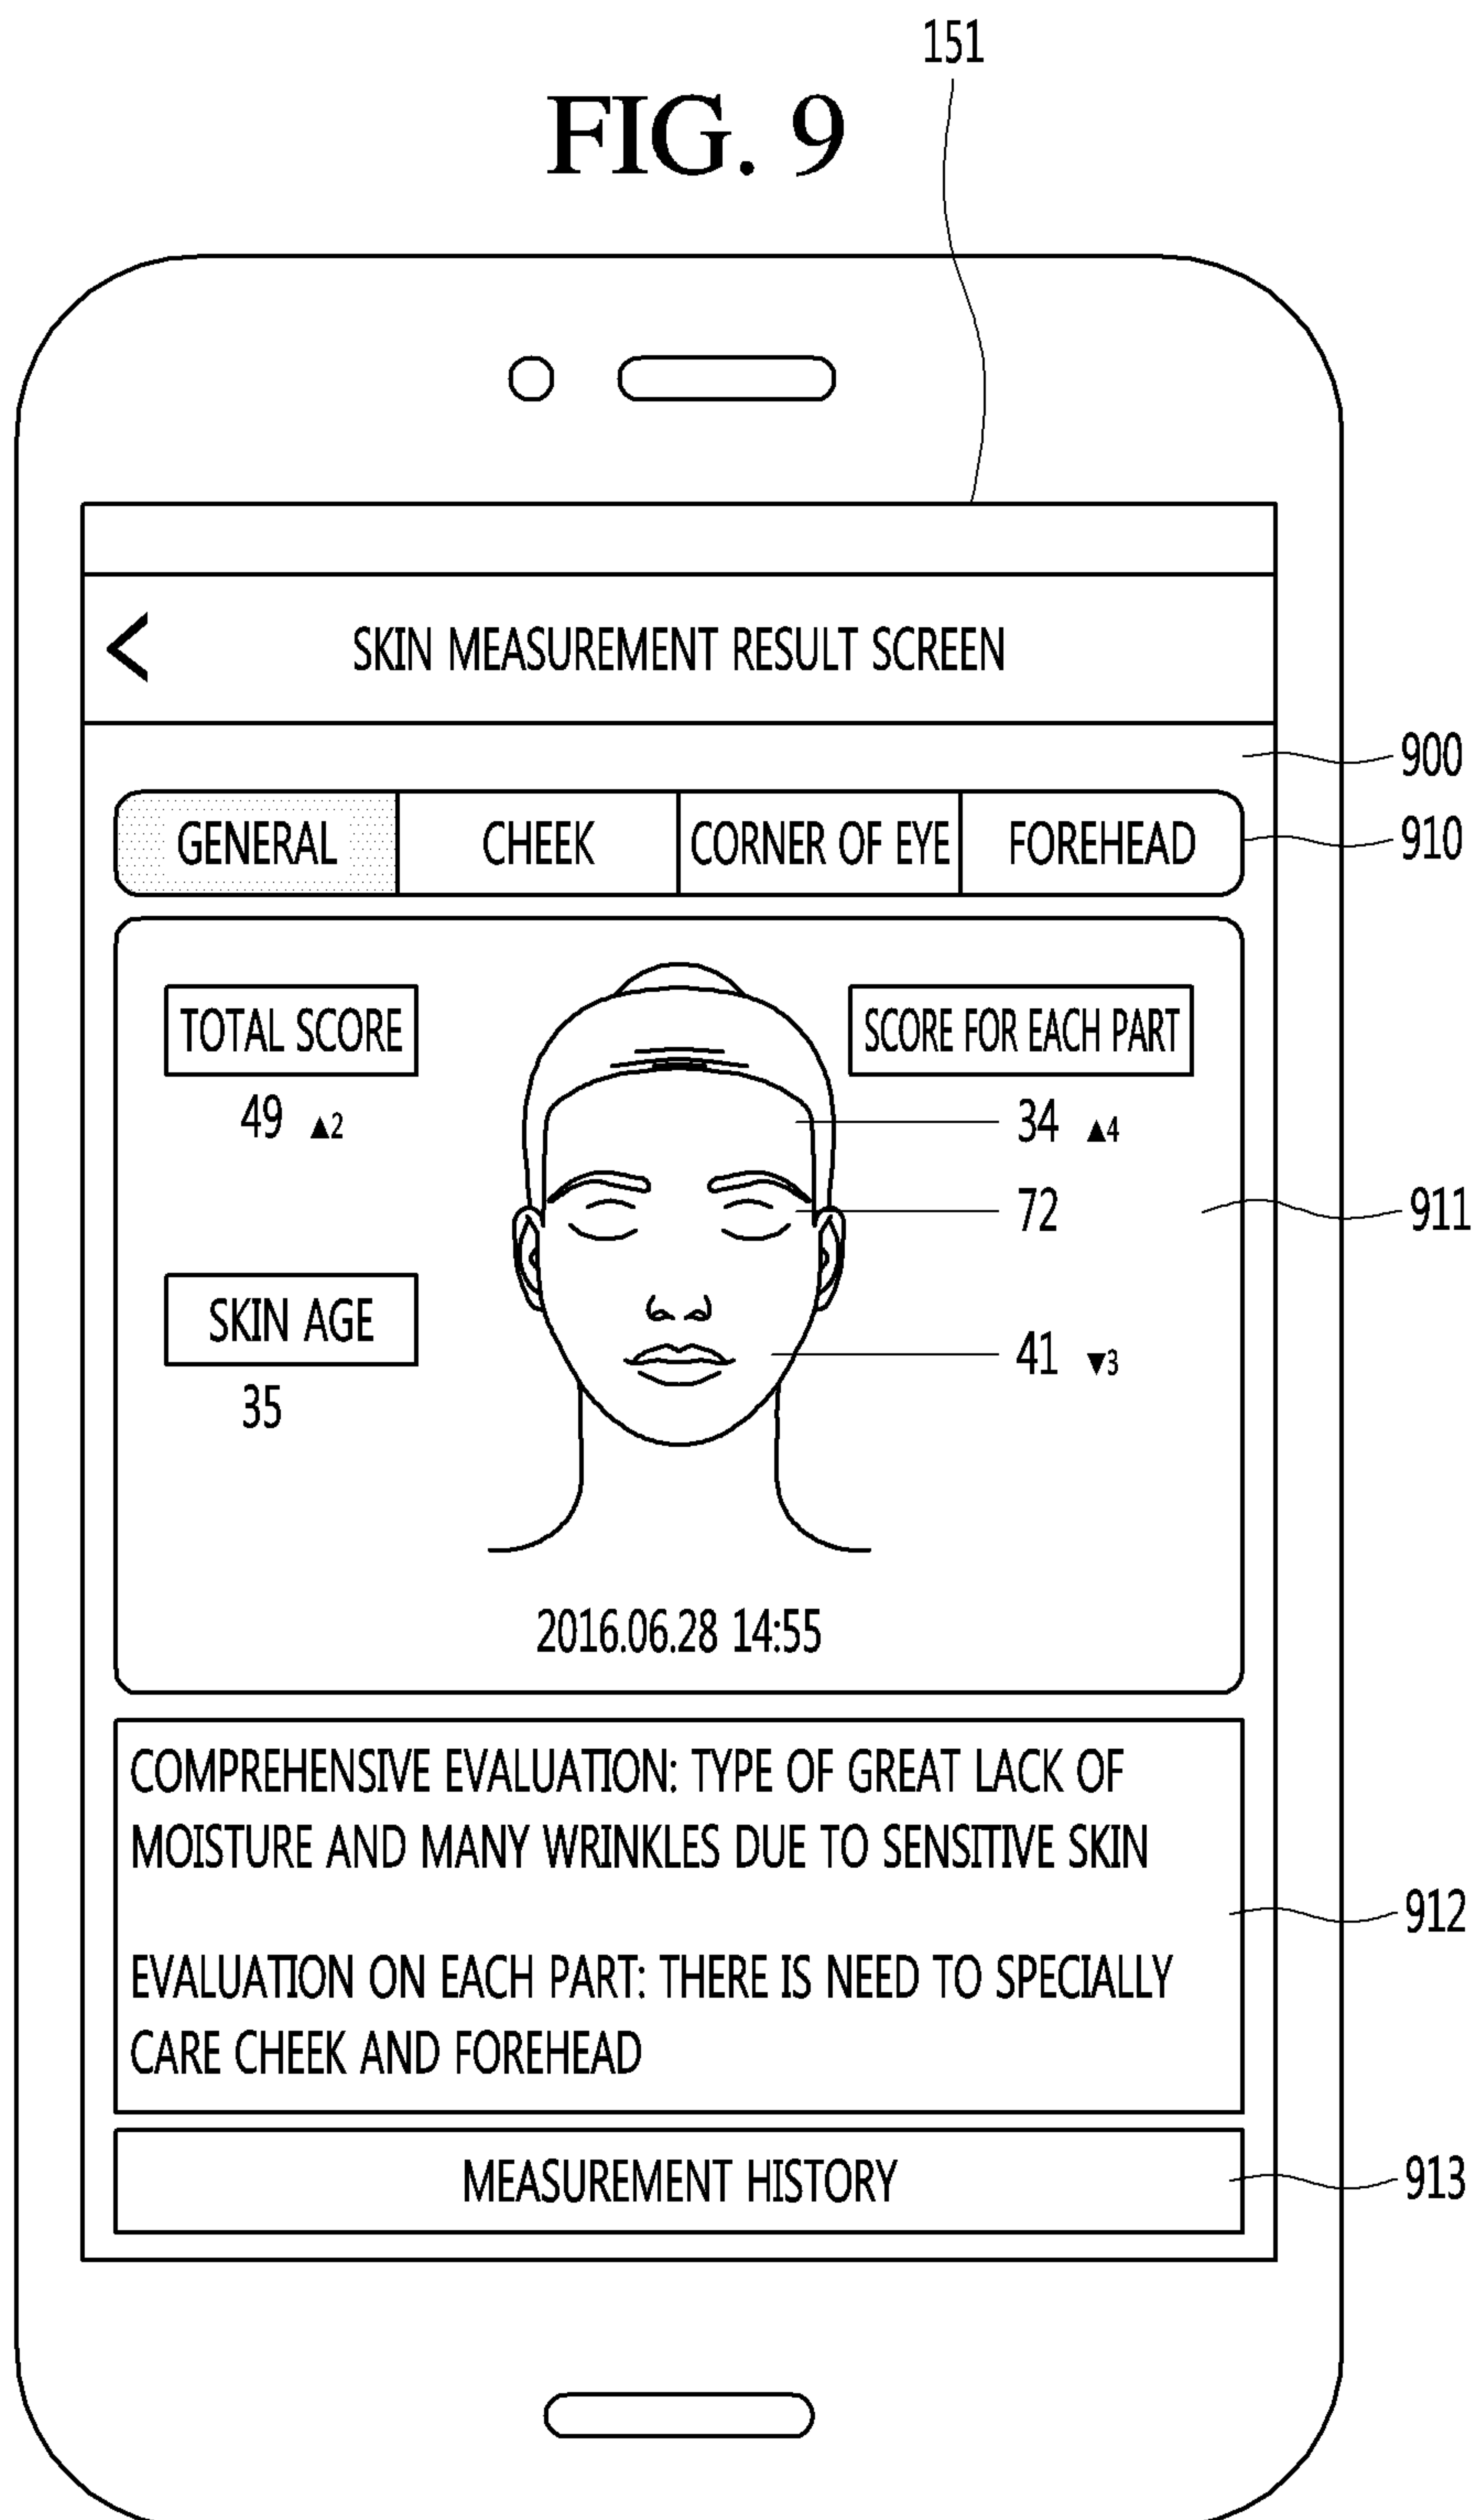 151
FIG. 9
SKIN MEASUREMENT RESULT SCREEN
900
GENERAL CHEEK CORNER OF EYE FOREHEAD 910
TOTAL SCORE SCORE FOR EACH PART
49 ▲2 34 ▲4
72 911
SKIN AGE 41 ▼3
35
2016.06.28 14:55
COMPREHENSIVE EVALUATION: TYPE OF GREAT LACK OF
MOISTURE AND MANY WRINKLES DUE TO SENSITIVE SKIN
912
EVALUATION ON EACH PART: THERE IS NEED TO SPECIALLY
CARE CHEEK AND FOREHEAD
MEASUREMENT HISTORY 913